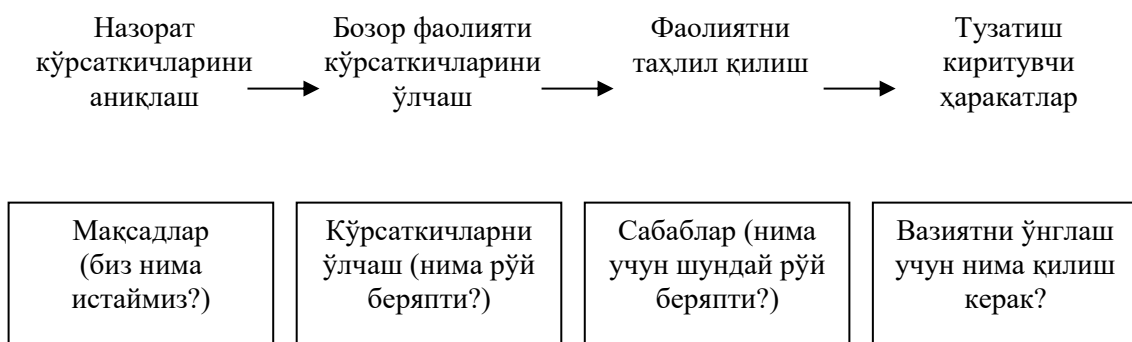 Назорат
кўрсаткичларини
аниқлаш
Бозор фаолияти
кўрсаткичларини
ўлчаш
Фаолиятни
таҳлил қилиш
Тузатиш
киритувчи
ҳаракатлар
Мақсадлар
(биз нима
истаймиз?)
Кўрсаткичларни
ўлчаш (нима рўй
беряпти?)
Сабаблар (нима
учун шундай рўй
беряпти?)
Вазиятни ўнглаш
учун нима қилиш
керак?